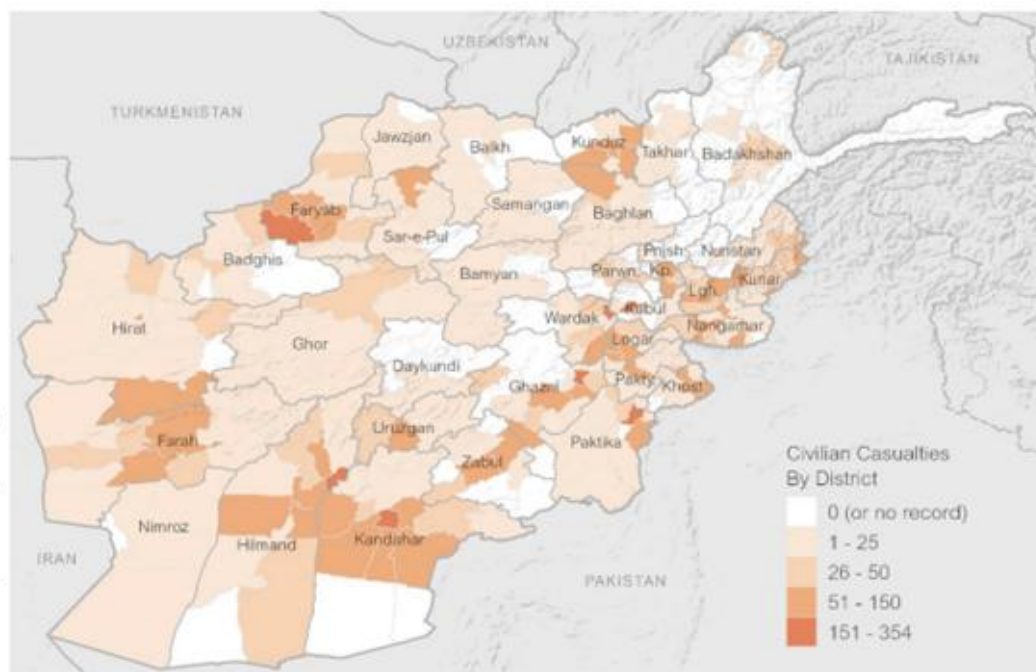 UZBEKISTAN
TAJIKISTAN
TURKMENISTAN
Jawzjan
Balkh
Kunduz
Takhar
Badakhshan
Faryab
Samangan
Baghlan
Sar-e-Pul
Badghis
Pnjsh
Nuristan
Bamyan
Parwn
Kp.
Kunar
Lgh.
Hirat
Wardak
Kabul
Nangarhar
Ghor
Logar
Daykundi
Ghazni
Pakty
Khost
Farah
Uruzgan
Paktika
Zabul
Nimroz
Hilmand
Kandahar
IRAN
PAKISTAN
Civilian Casualties
By District
0 (or no record)
1 - 25
26 - 50
51 - 150
151 - 354